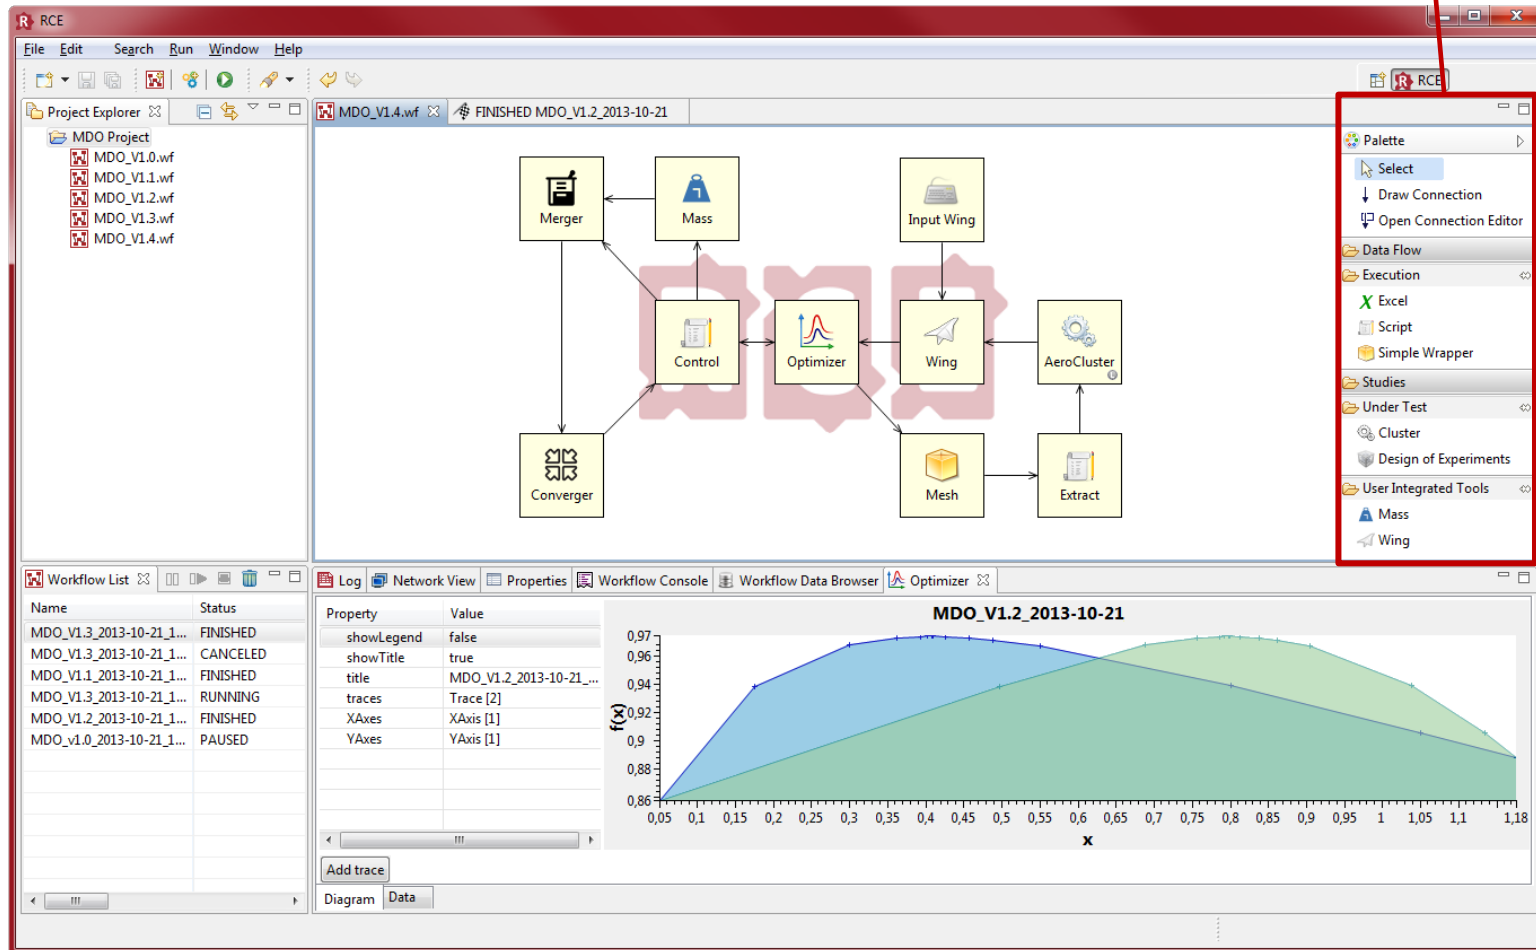 RCE
File Edit Search Run Window Help
RCE
Project Explorer
MDO Project
MDO_V1.0.wf
MDO_V1.1.wf
MDO_V1.2.wf
MDO_V1.3.wf
MDO_V1.4.wf
MDO_V1.4.wf FINISHED MDO_V1.2_2013-10-21
Merger Mass Input Wing
Control Optimizer Wing AeroCluster
Converger Mesh Extract
Palette
Select
Draw Connection
Open Connection Editor
Data Flow
Execution
Excel
Script
Simple Wrapper
Studies
Under Test
Cluster
Design of Experiments
User Integrated Tools
Mass
Wing
Workflow List
Name Status
MDO_V1.3_2013-10-21_1... FINISHED
MDO_V1.3_2013-10-21_1... CANCELED
MDO_V1.1_2013-10-21_1... FINISHED
MDO_V1.3_2013-10-21_1... RUNNING
MDO_V1.2_2013-10-21_1... FINISHED
MDO_v1.0_2013-10-21_1... PAUSED
Log Network View Properties Workflow Console Workflow Data Browser Optimizer
Property Value
showLegend false
showTitle true
title MDO_V1.2_2013-10-21_...
traces Trace [2]
XAxes XAxis [1]
YAxes YAxis [1]
MDO_V1.2_2013-10-21
f(x)
0,97
0,96
0,94
0,92
0,9
0,88
0,86
0,05 0,1 0,15 0,2 0,25 0,3 0,35 0,4 0,45 0,5 0,55 0,6 0,65 0,7 0,75 0,8 0,85 0,9 0,95 1 1,05 1,1 1,18
x
Add trace
Diagram Data